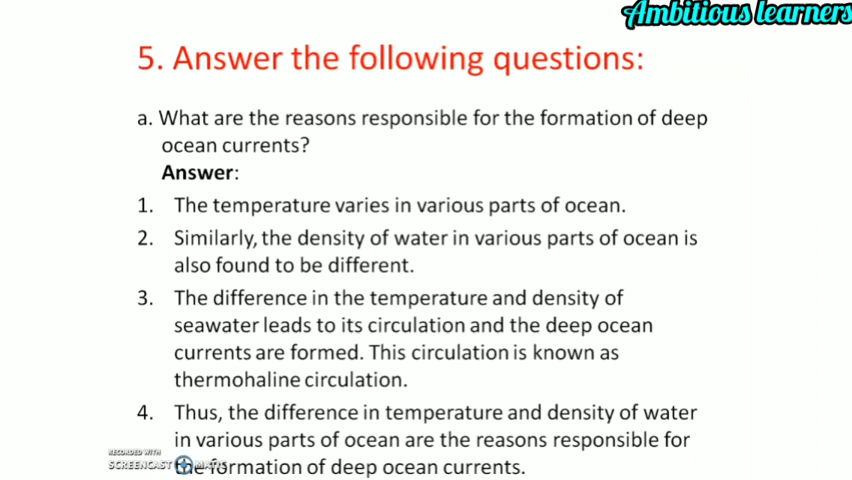 Ambitious learners
5. Answer the following questions:
a. What are the reasons responsible for the formation of deep
ocean currents?
Answer:
1. The temperature varies in various parts of ocean.
2. Similarly, the density of water in various parts of ocean is
also found to be different.
3. The difference in the temperature and density of
seawater leads to its circulation and the deep ocean
currents are formed. This circulation is known as
thermohaline circulation.
4. Thus, the difference in temperature and density of water
in various parts of ocean are the reasons responsible for
RECORDED WITH
SCREENCAST MATIC
the formation of deep ocean currents.